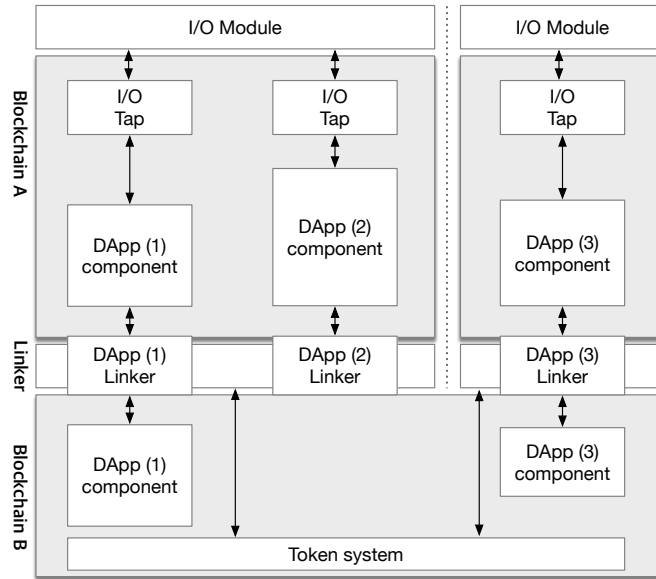 I/O Module
I/O Module
Blockchain A
I/O
Tap
I/O
Tap
I/O
Tap
DApp (1)
component
DApp (2)
component
DApp (3)
component
Linker
DApp (1)
Linker
DApp (2)
Linker
DApp (3)
Linker
Blockchain B
DApp (1)
component
DApp (3)
component
Token system